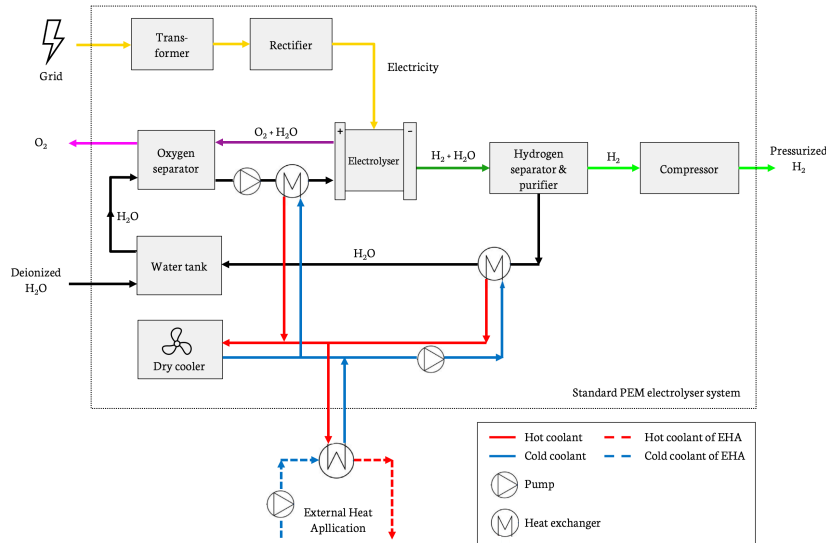 Trans-
former
Rectifier
Grid
Electricity
O₂ + H₂O
+
−
O₂
Oxygen
separator
Electrolyser
H₂ + H₂O
Hydrogen
separator &
purifier
H₂
Compressor
Pressurized
H₂
H₂O
Water tank
H₂O
Deionized
H₂O
Dry cooler
Standard PEM electrolyser system
External Heat
Apllication
Hot coolant
Hot coolant of EHA
Cold coolant
Cold coolant of EHA
Pump
Heat exchanger